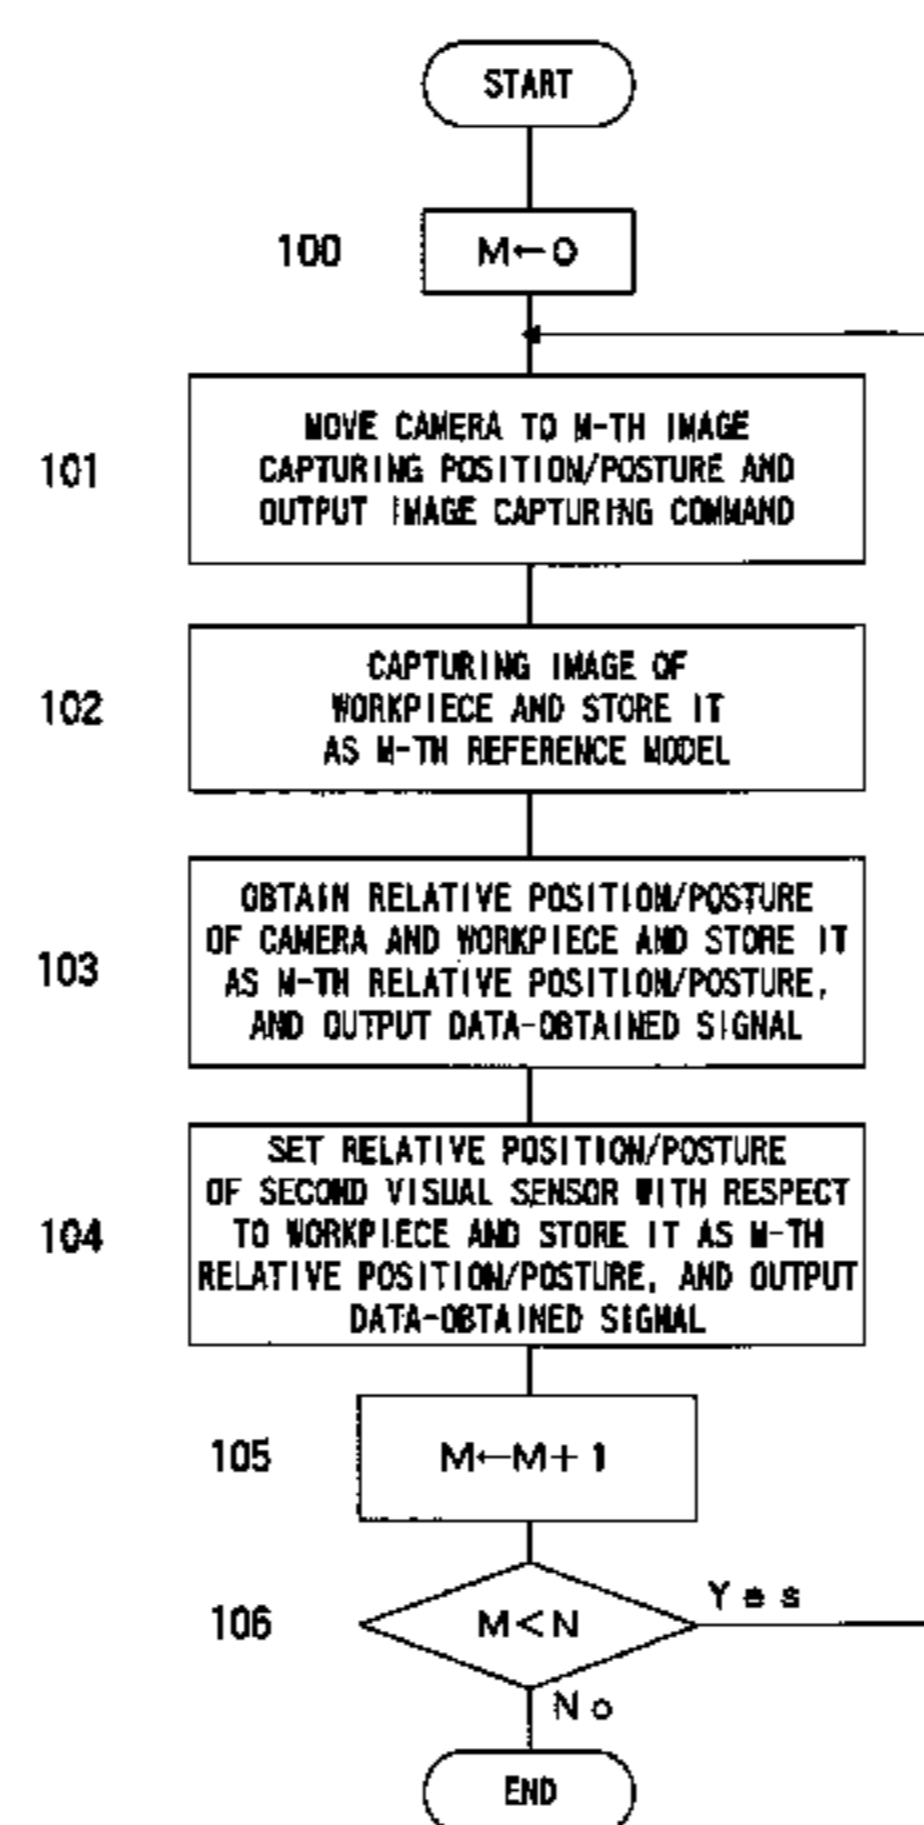 START
100
M←0
101
MOVE CAMERA TO M-TH IMAGE
CAPTURING POSITION/POSTURE AND
OUTPUT IMAGE CAPTURING COMMAND
102
CAPTURING IMAGE OF
WORKPIECE AND STORE IT
AS M-TH REFERENCE MODEL
103
OBTAIN RELATIVE POSITION/POSTURE
OF CAMERA AND WORKPIECE AND STORE IT
AS M-TH RELATIVE POSITION/POSTURE,
AND OUTPUT DATA-OBTAINED SIGNAL
104
SET RELATIVE POSITION/POSTURE
OF SECOND VISUAL SENSOR WITH RESPECT
TO WORKPIECE AND STORE IT AS M-TH
RELATIVE POSITION/POSTURE, AND OUTPUT
DATA-OBTAINED SIGNAL
105
M←M+1
106
M<N
Yes
No
END